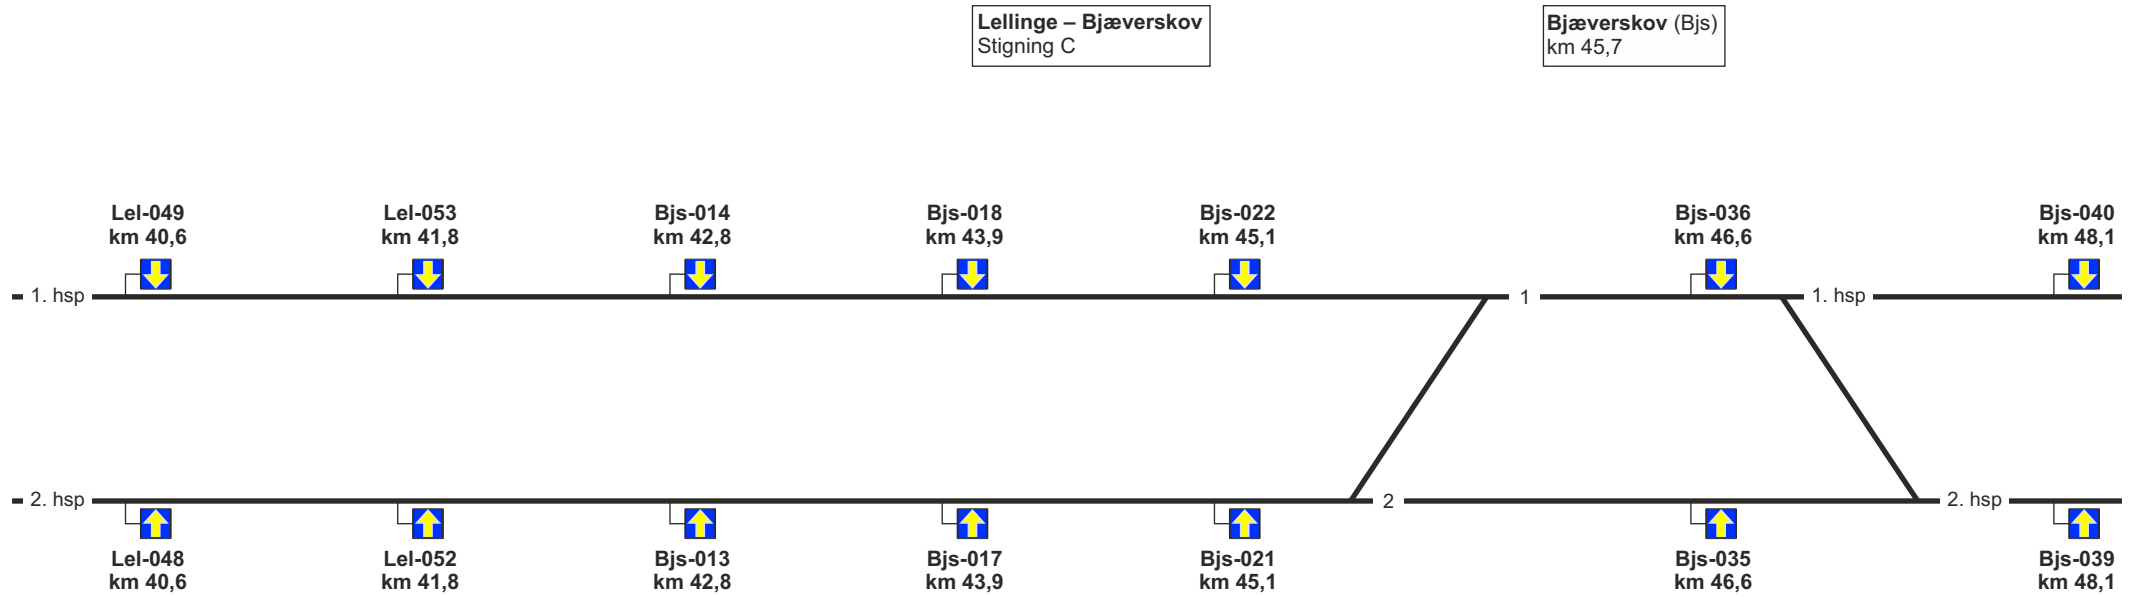 Lellinge – Bjæverskov
Stigning C
Bjæverskov (Bjs)
km 45,7
Lel-049
km 40,6
Lel-053
km 41,8
Bjs-014
km 42,8
Bjs-018
km 43,9
Bjs-022
km 45,1
Bjs-036
km 46,6
Bjs-040
km 48,1
1. hsp
1
1. hsp
2. hsp
2
2. hsp
Lel-048
km 40,6
Lel-052
km 41,8
Bjs-013
km 42,8
Bjs-017
km 43,9
Bjs-021
km 45,1
Bjs-035
km 46,6
Bjs-039
km 48,1